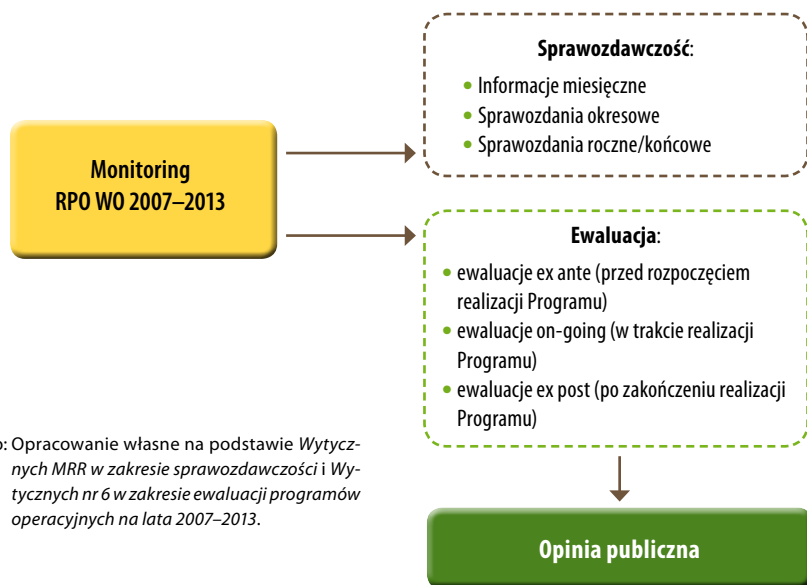 Monitoring
RPO WO 2007–2013
Sprawozdawczość:
• Informacje miesięczne
• Sprawozdania okresowe
• Sprawozdania roczne/końcowe
Ewaluacja:
• ewaluacje ex ante (przed rozpoczęciem
realizacji Programu)
• ewaluacje on-going (w trakcie realizacji
Programu)
• ewaluacje ex post (po zakończeniu realizacji
Programu)
Opracowanie własne na podstawie Wytycz-
nych MRR w zakresie sprawozdawczości i Wy-
tycznych nr 6 w zakresie ewaluacji programów
operacyjnych na lata 2007–2013.
Opinia publiczna